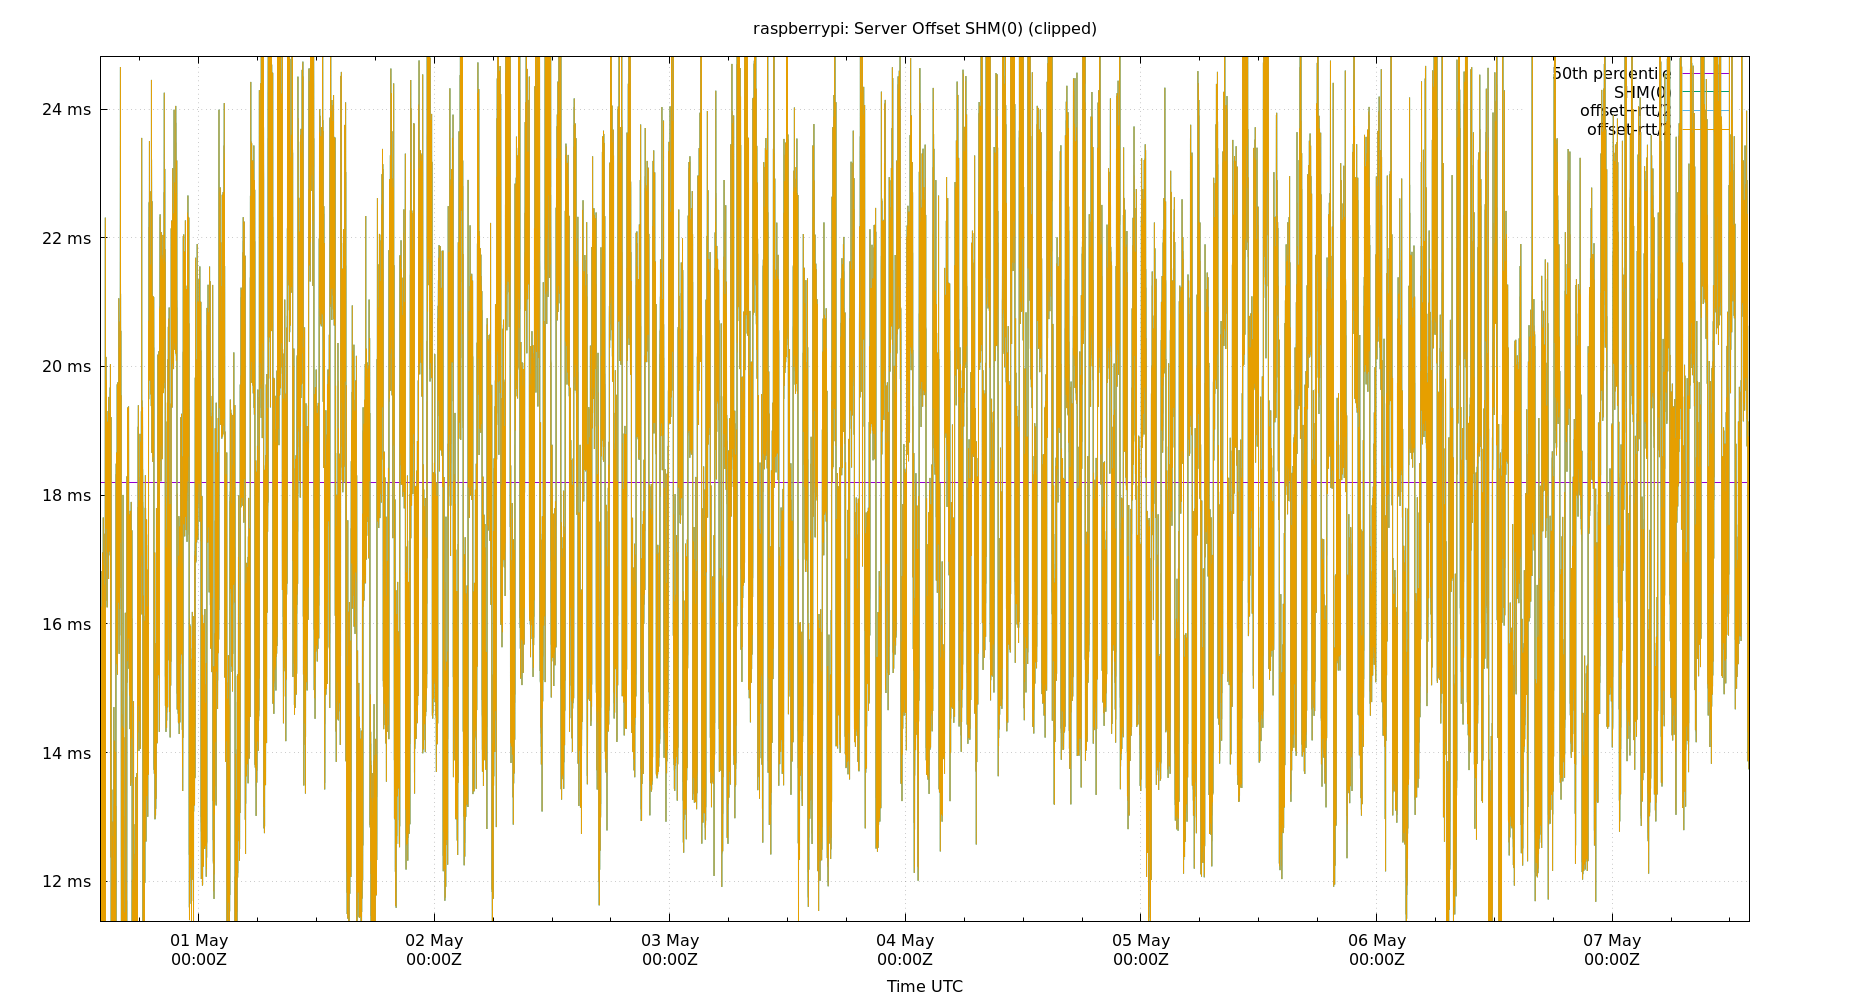 raspberrypi: Server Offset SHM(0) (clipped)
50th percentile
SHM(0)
offset+rtt/2
offset-rtt/2
24 ms
22 ms
20 ms
18 ms
16 ms
14 ms
12 ms
01 May
00:00Z
02 May
00:00Z
03 May
00:00Z
04 May
00:00Z
05 May
00:00Z
06 May
00:00Z
07 May
00:00Z
Time UTC